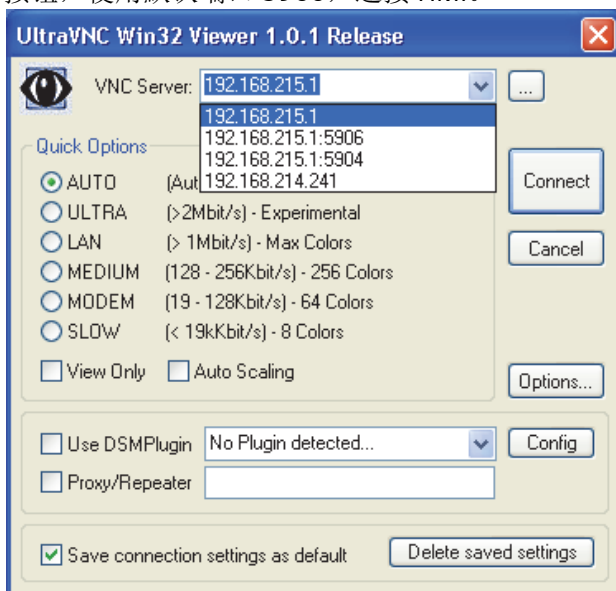 UltraVNC Win32 Viewer 1.0.1 Release
VNC Server: 192.168.215.1 ...
192.168.215.1
192.168.215.1:5906
192.168.215.1:5904
192.168.214.241
Quick Options
AUTO (Aut
ULTRA (>2Mbit/s) - Experimental
LAN (> 1Mbit/s) - Max Colors
MEDIUM (128 - 256Kbit/s) - 256 Colors
MODEM (19 - 128Kbit/s) - 64 Colors
SLOW (< 19kKbit/s) - 8 Colors
View Only Auto Scaling
Connect
Cancel
Options...
Use DSMPlugin No Plugin detected... Config
Proxy/Repeater
Save connection settings as default Delete saved settings